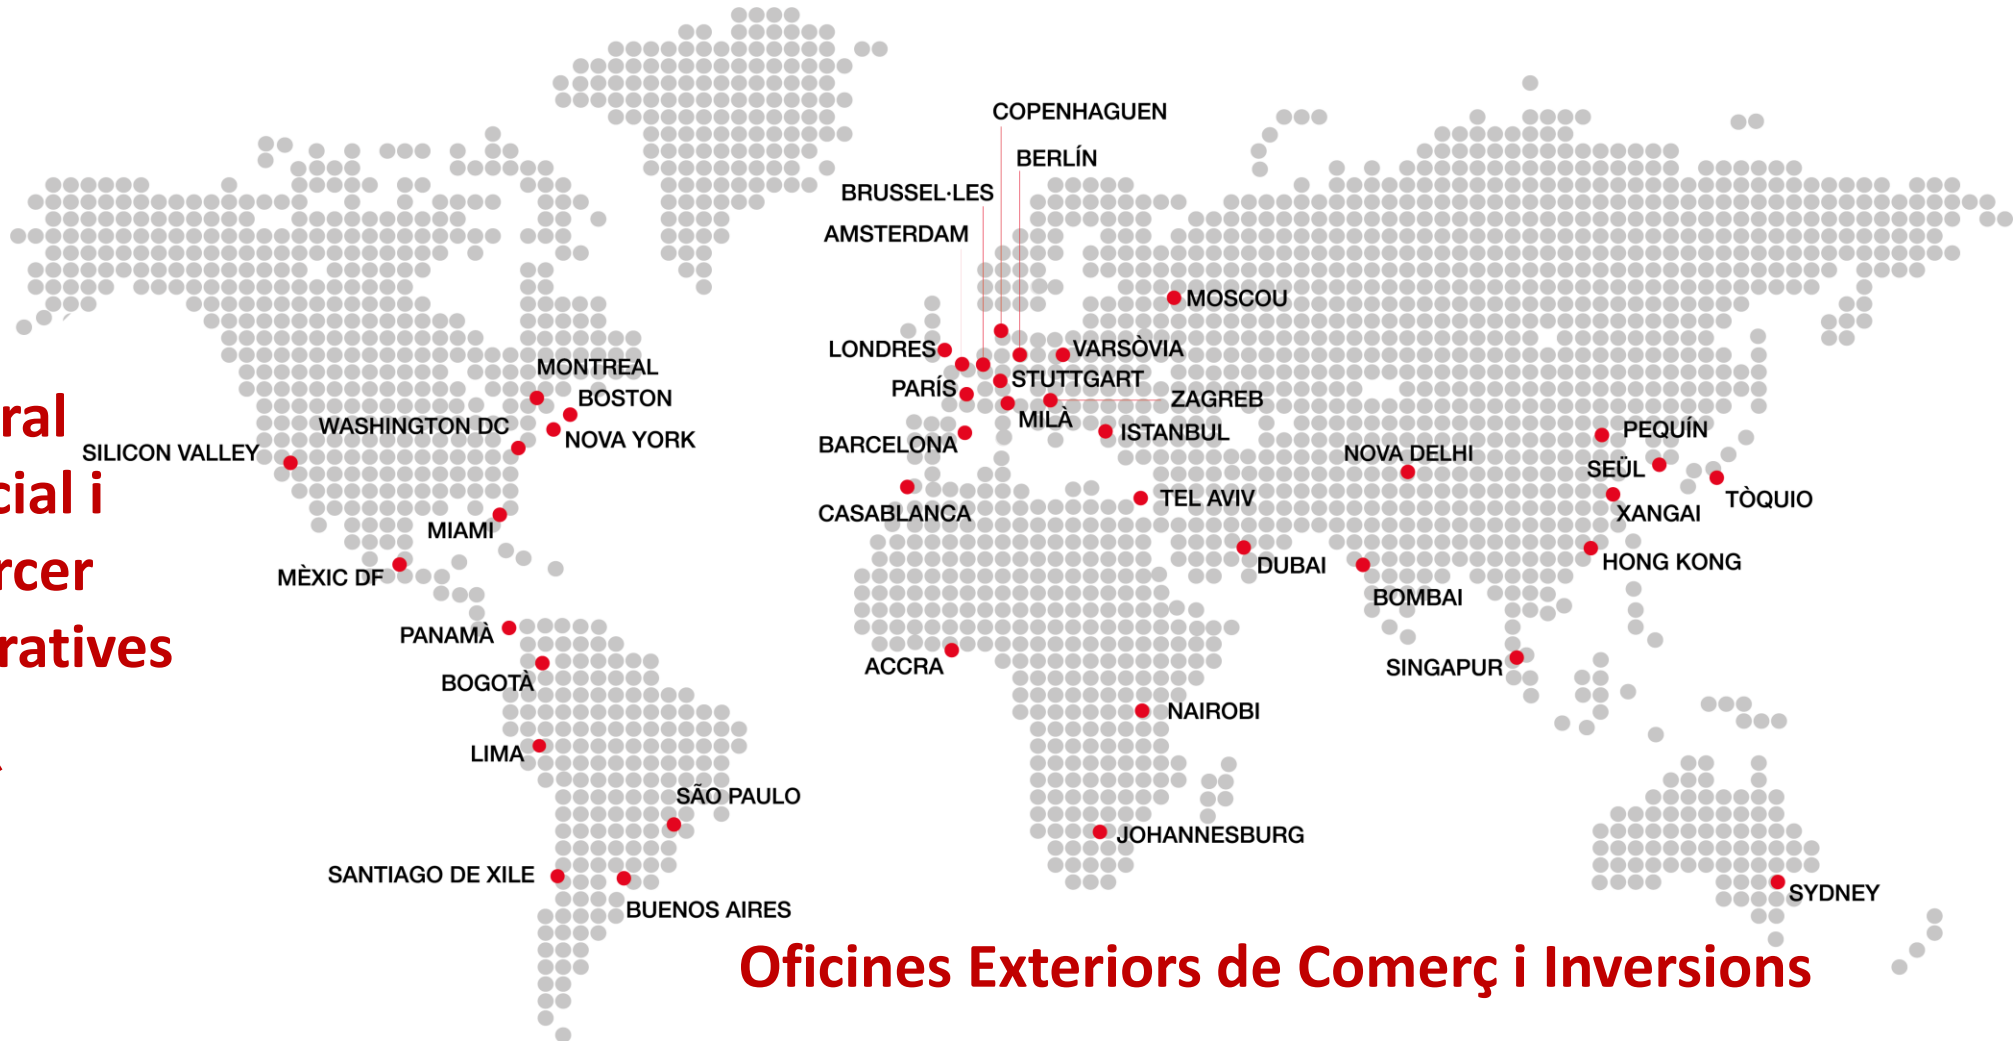 COPENHAGUEN
BERLÍN
BRUSSEL·LES
AMSTERDAM
MOSCOU
LONDRES
VARSÒVIA
MONTREAL
STUTTGART
PARÍS
BOSTON
ZAGREB
ral
WASHINGTON DC
MILÀ
ISTANBUL
PEQUÍN
NOVA YORK
BARCELONA
SILICON VALLEY
NOVA DELHI
SEÜL
cial i
TEL AVIV
TÒQUIO
CASABLANCA
XANGAI
MIAMI
HONG KONG
DUBAI
rcer
MÈXIC DF
BOMBAI
PANAMÀ
ratives
ACCRA
SINGAPUR
BOGOTÀ
NAIROBI
LIMA
SÃO PAULO
JOHANNESBURG
SANTIAGO DE XILE
SYDNEY
BUENOS AIRES
Oficines Exteriors de Comerç i Inversions